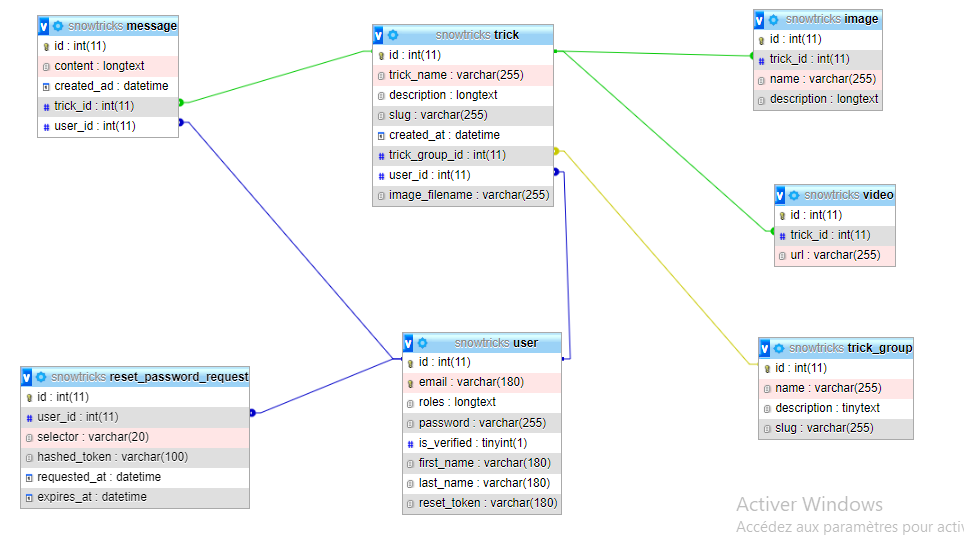 snowtricks message
id : int(11)
content : longtext
created_ad : datetime
trick_id : int(11)
user_id : int(11)
snowtricks trick
id : int(11)
trick_name : varchar(255)
description : longtext
slug : varchar(255)
created_at : datetime
trick_group_id : int(11)
user_id : int(11)
image_filename : varchar(255)
snowtricks image
id : int(11)
trick_id : int(11)
name : varchar(255)
description : longtext
snowtricks video
id : int(11)
trick_id : int(11)
url : varchar(255)
snowtricks user
id : int(11)
email : varchar(180)
roles : longtext
password : varchar(255)
is_verified : tinyint(1)
first_name : varchar(180)
last_name : varchar(180)
reset_token : varchar(180)
snowtricks trick_group
id : int(11)
name : varchar(255)
description : tinytext
slug : varchar(255)
snowtricks reset_password_request
id : int(11)
user_id : int(11)
selector : varchar(20)
hashed_token : varchar(100)
requested_at : datetime
expires_at : datetime
Activer Windows
Accédez aux paramètres pour activ